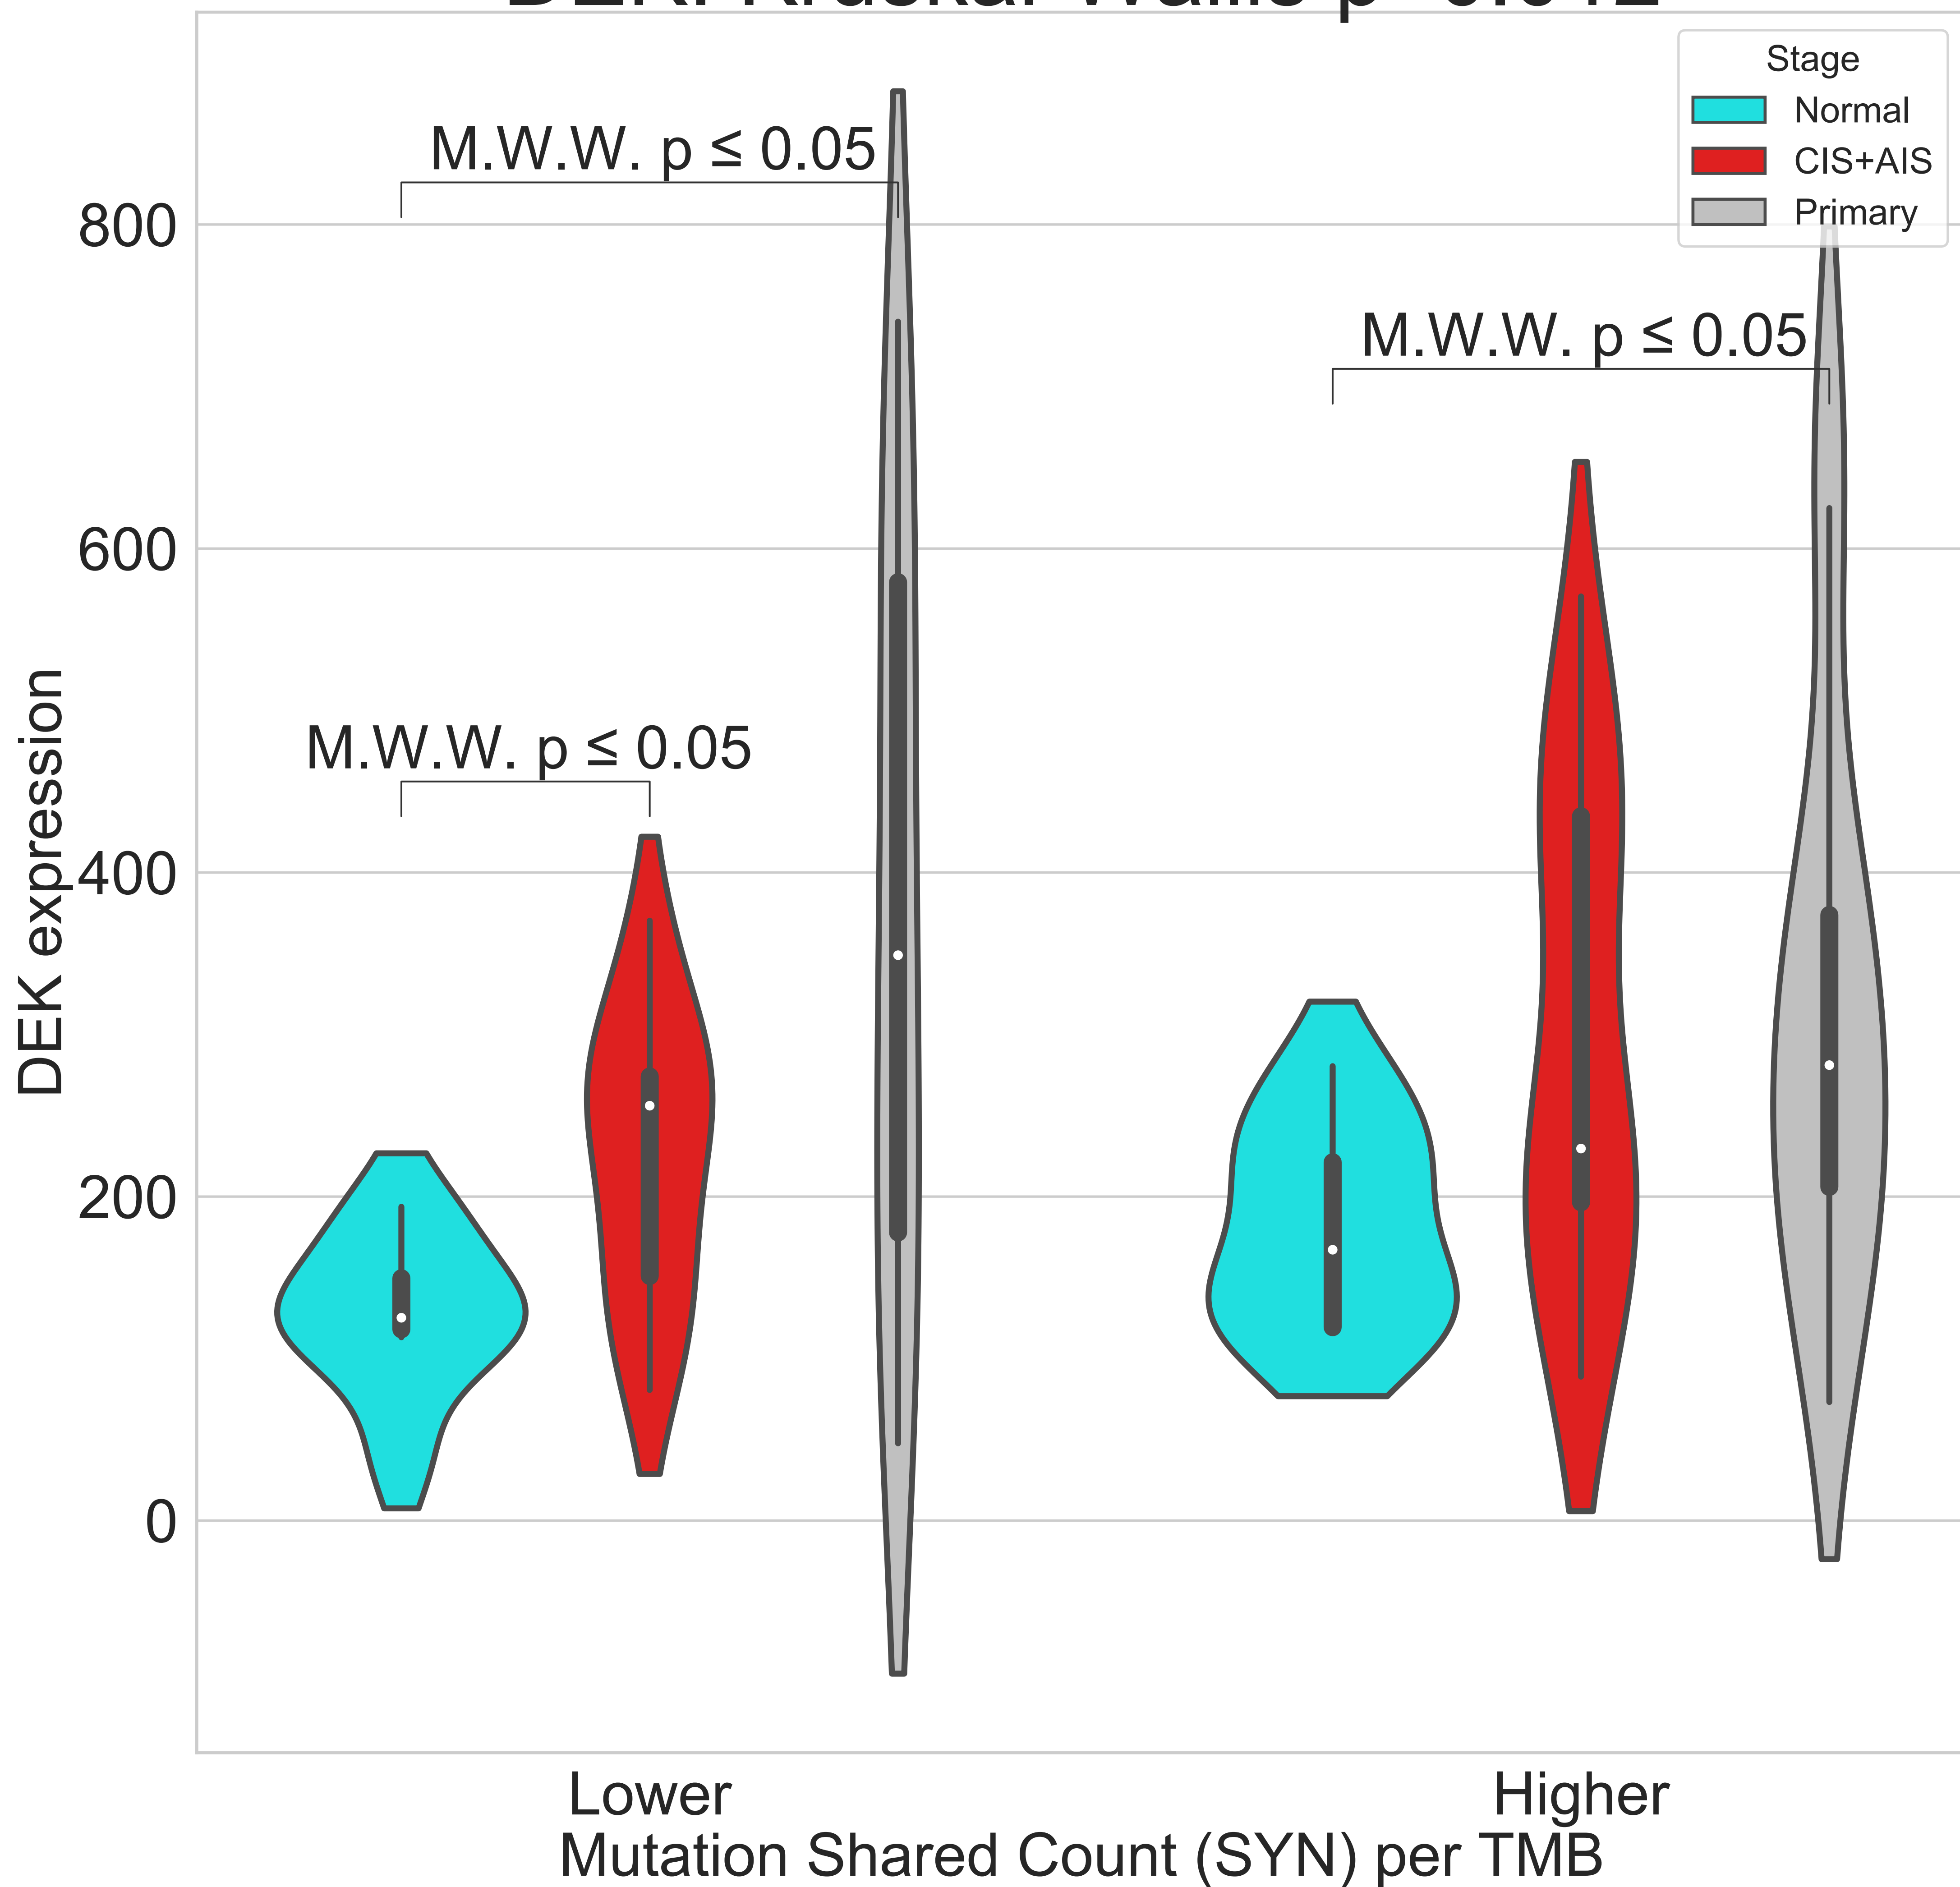 Stage
Normal
CIS+AIS
Primary
M.W.W. p ≤ 0.05
M.W.W. p ≤ 0.05
M.W.W. p ≤ 0.05
800
600
400
200
0
DEK expression
Lower
Higher
Mutation Shared Count (SYN) per TMB